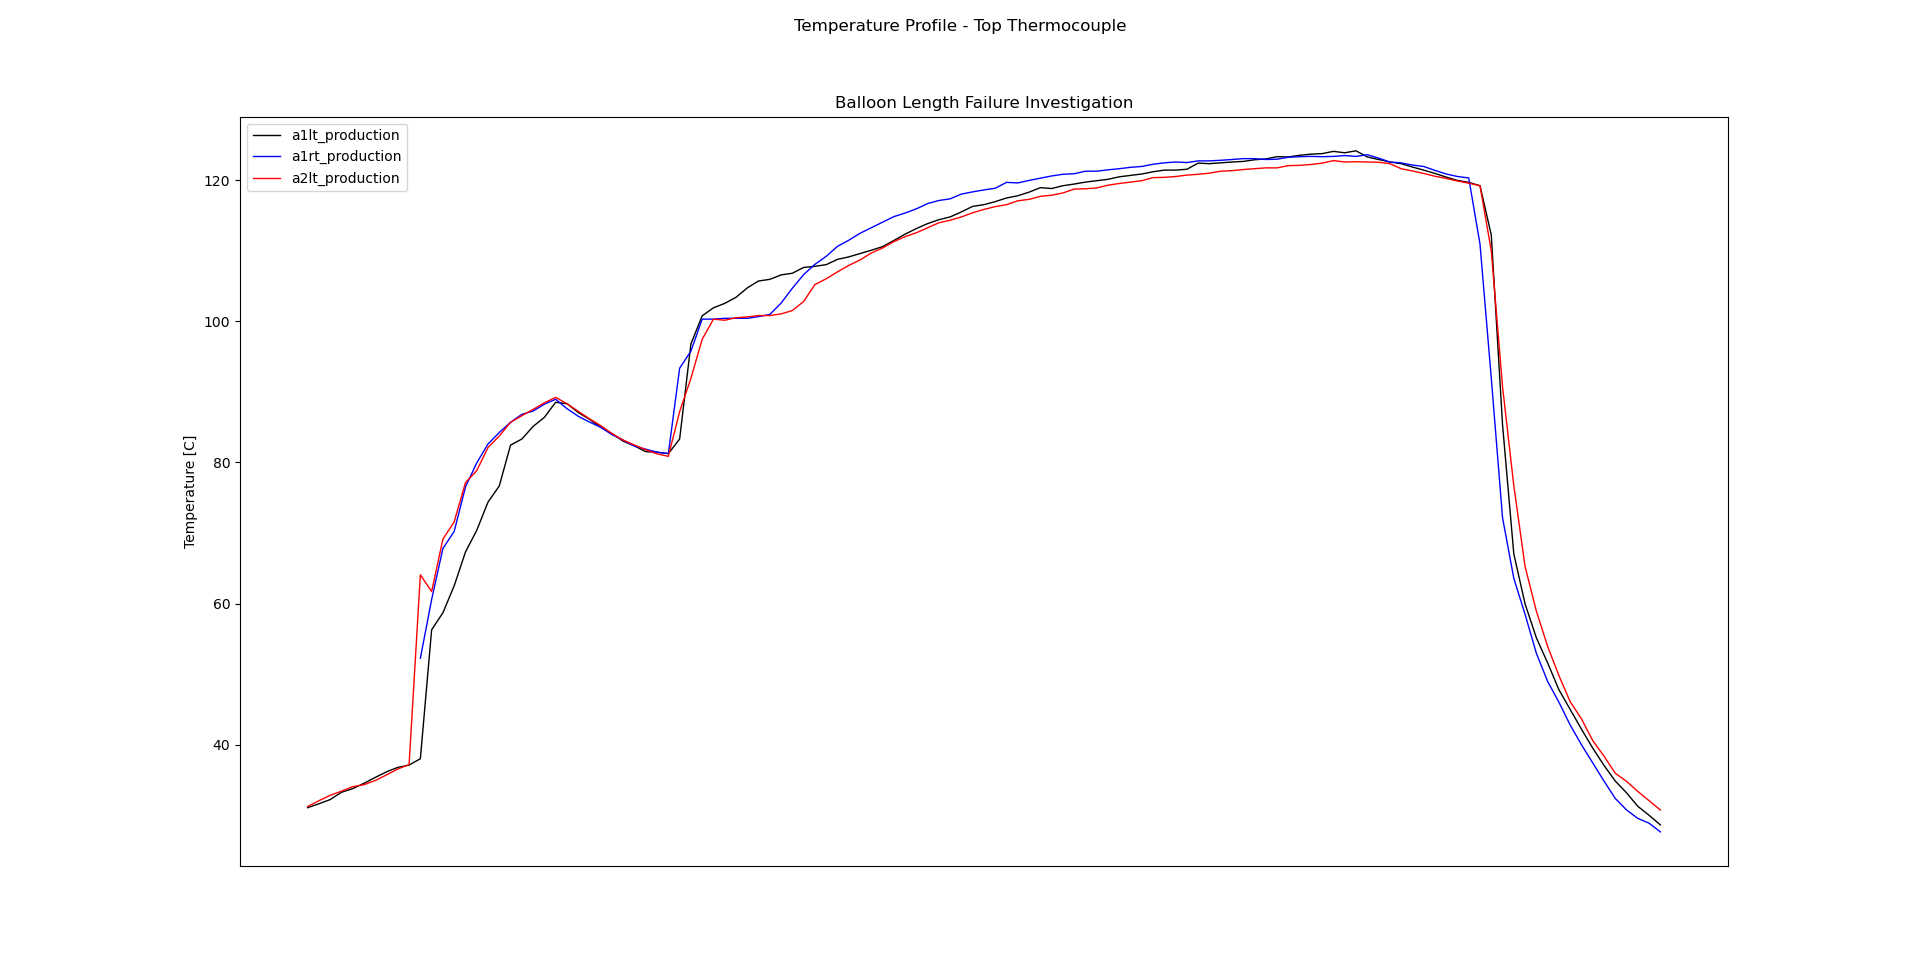 Temperature Profile - Top Thermocouple
Balloon Length Failure Investigation
a1lt_production
a1rt_production
a2lt_production
120
100
80
60
40
Temperature [C]